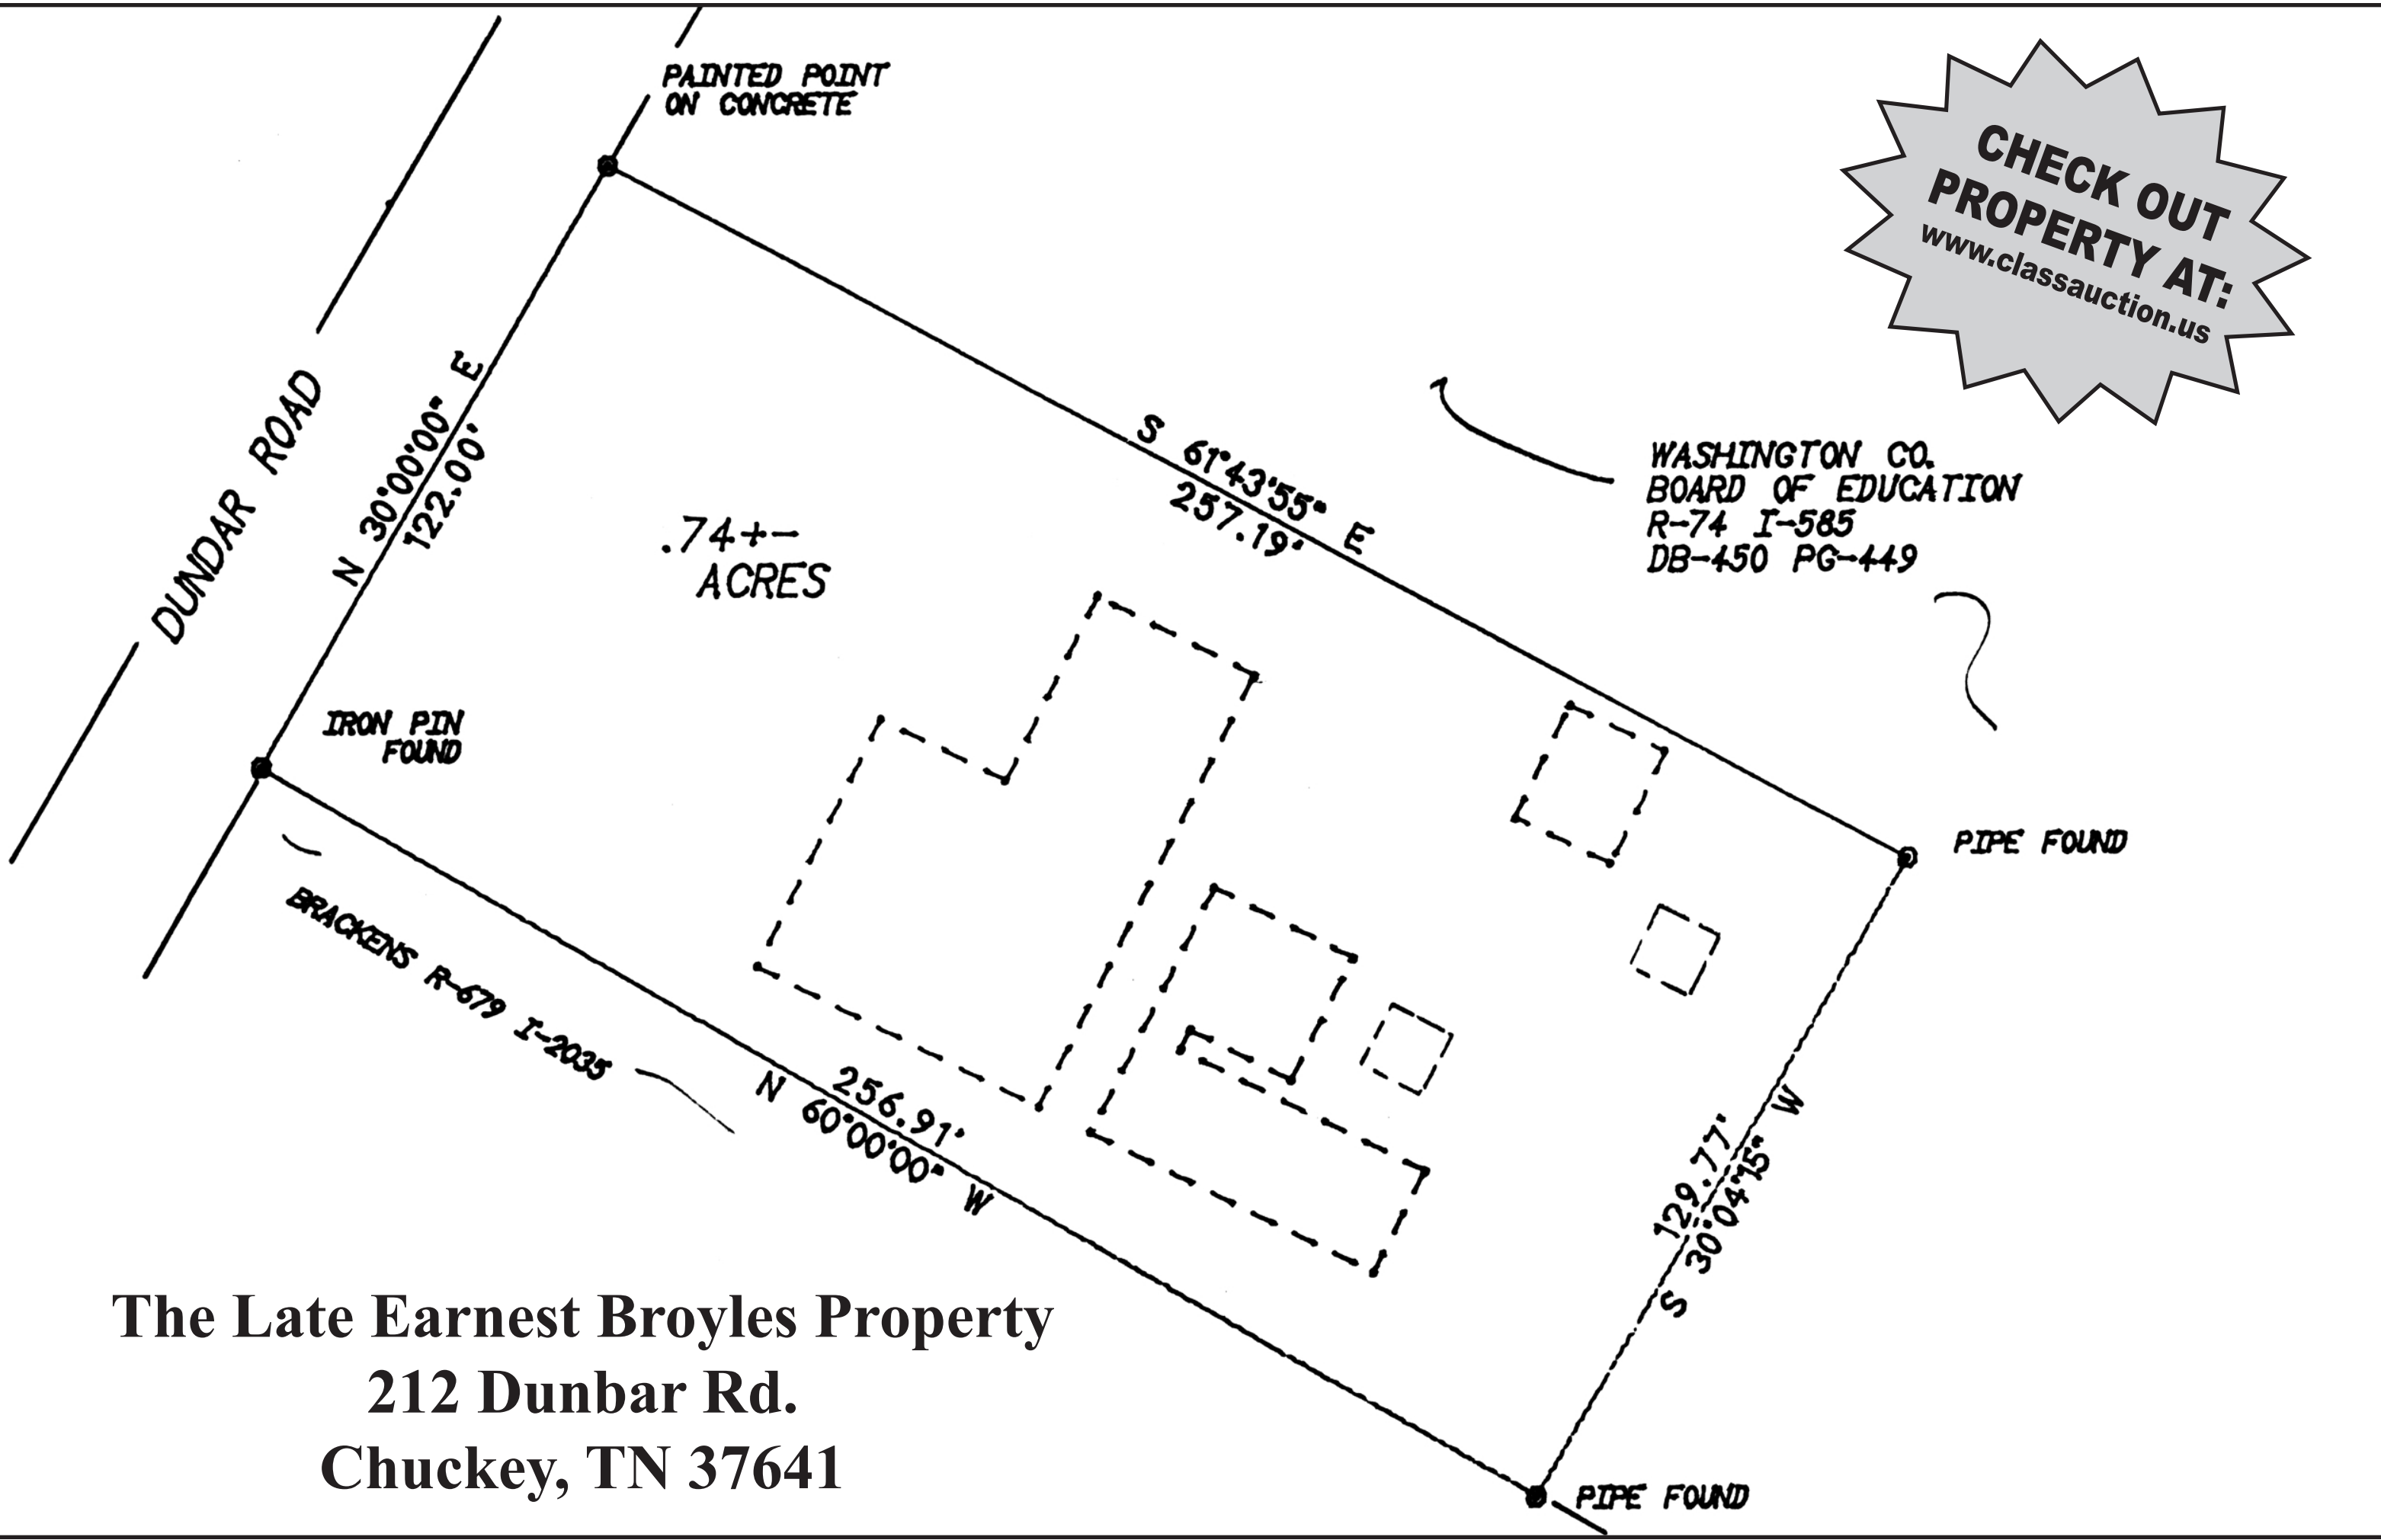 PAINTED POINT
ON CONCRETE
CHECK OUT
PROPERTY AT:
www.classauction.us
DUNDAR ROAD
N 30°00'00" E
122.00'
S 61°43'55" E
257.19'
WASHINGTON CO.
BOARD OF EDUCATION
R-74 I-585
DB-450 PG-449
.74+-
ACRES
IRON PIN
FOUND
PIPE FOUND
BRACKENS R-679 I-2035
256.91'
N 60°00'00" W
129.77'
S 30°04'15" W
The Late Earnest Broyles Property
212 Dunbar Rd.
Chuckey, TN 37641
PIPE FOUND